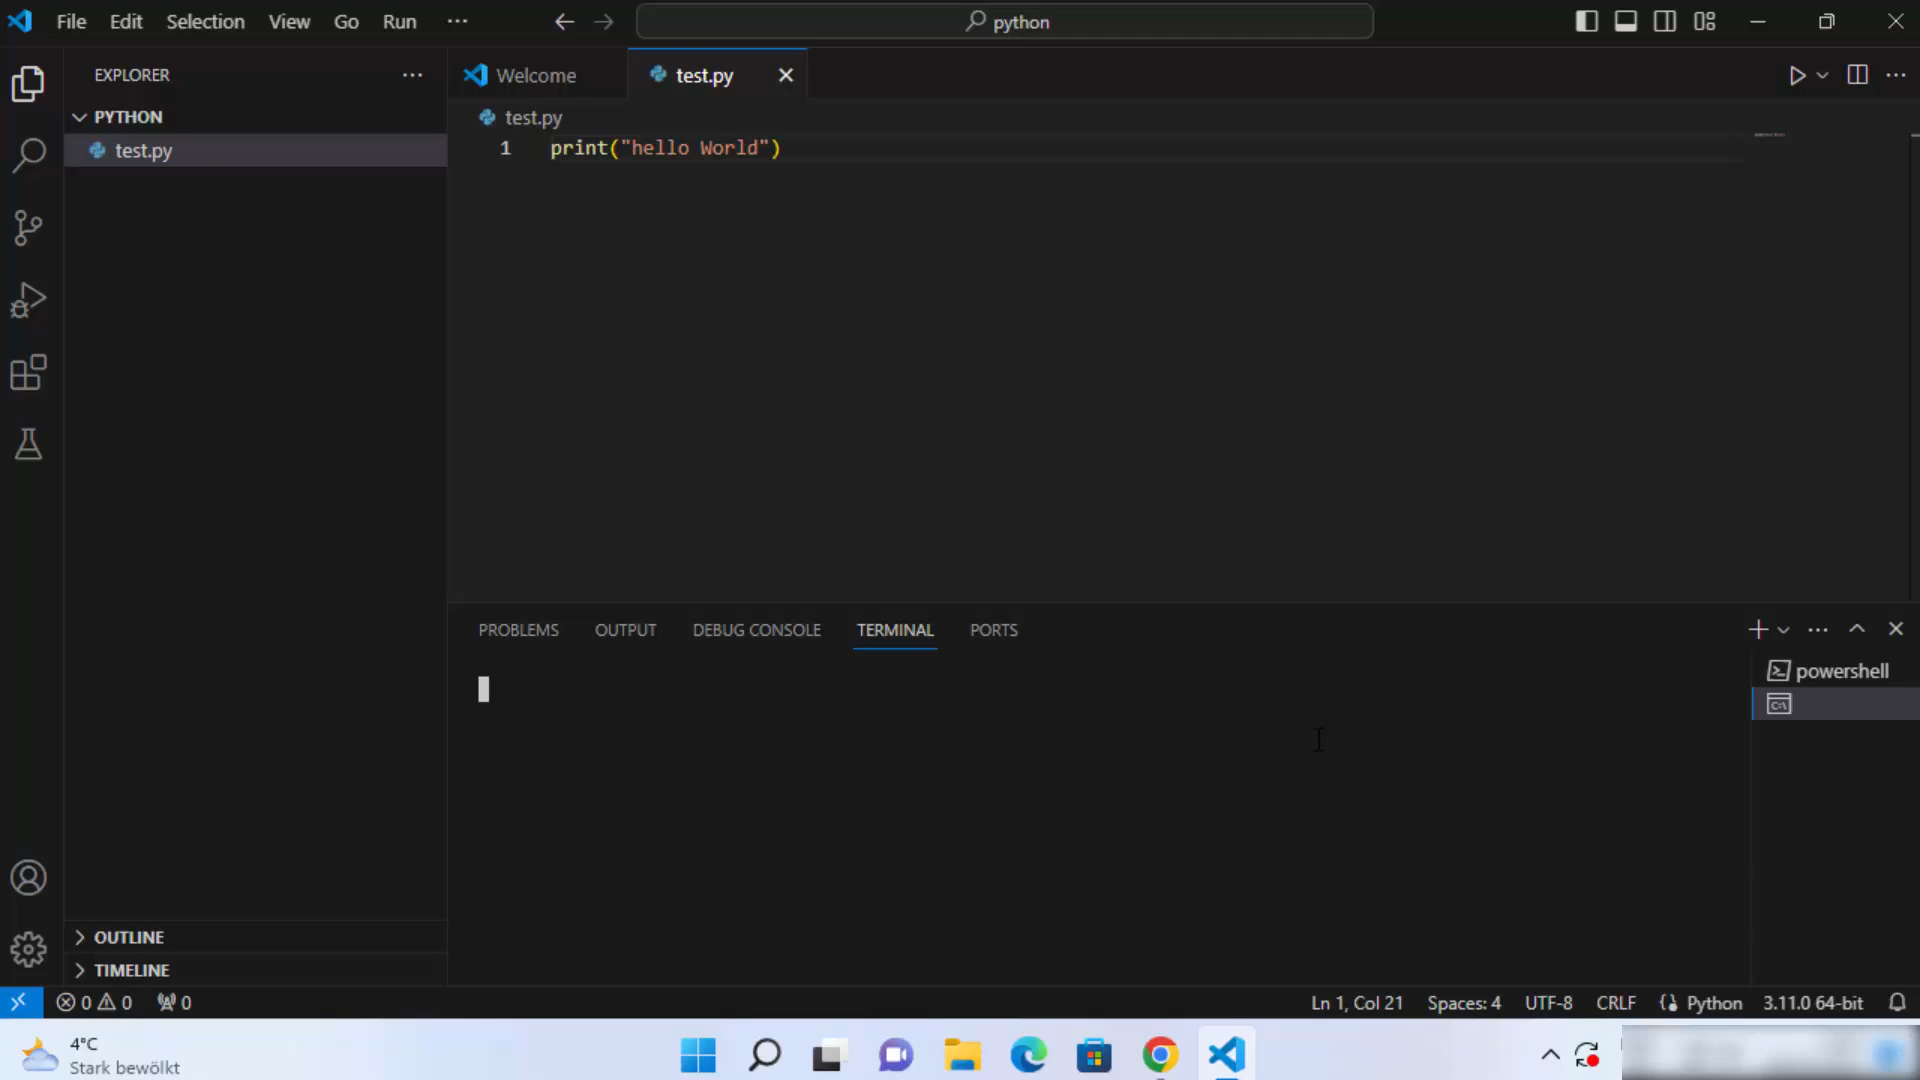 File Edit Selection View Go Run ··· python
EXPLORER ···
Welcome test.py
PYTHON
test.py
test.py
1 print("hello World")
PROBLEMS OUTPUT DEBUG CONSOLE TERMINAL PORTS
powershell
OUTLINE
TIMELINE
0 0 0 Ln 1, Col 21 Spaces: 4 UTF-8 CRLF Python 3.11.0 64-bit
4°C
Stark bewölkt